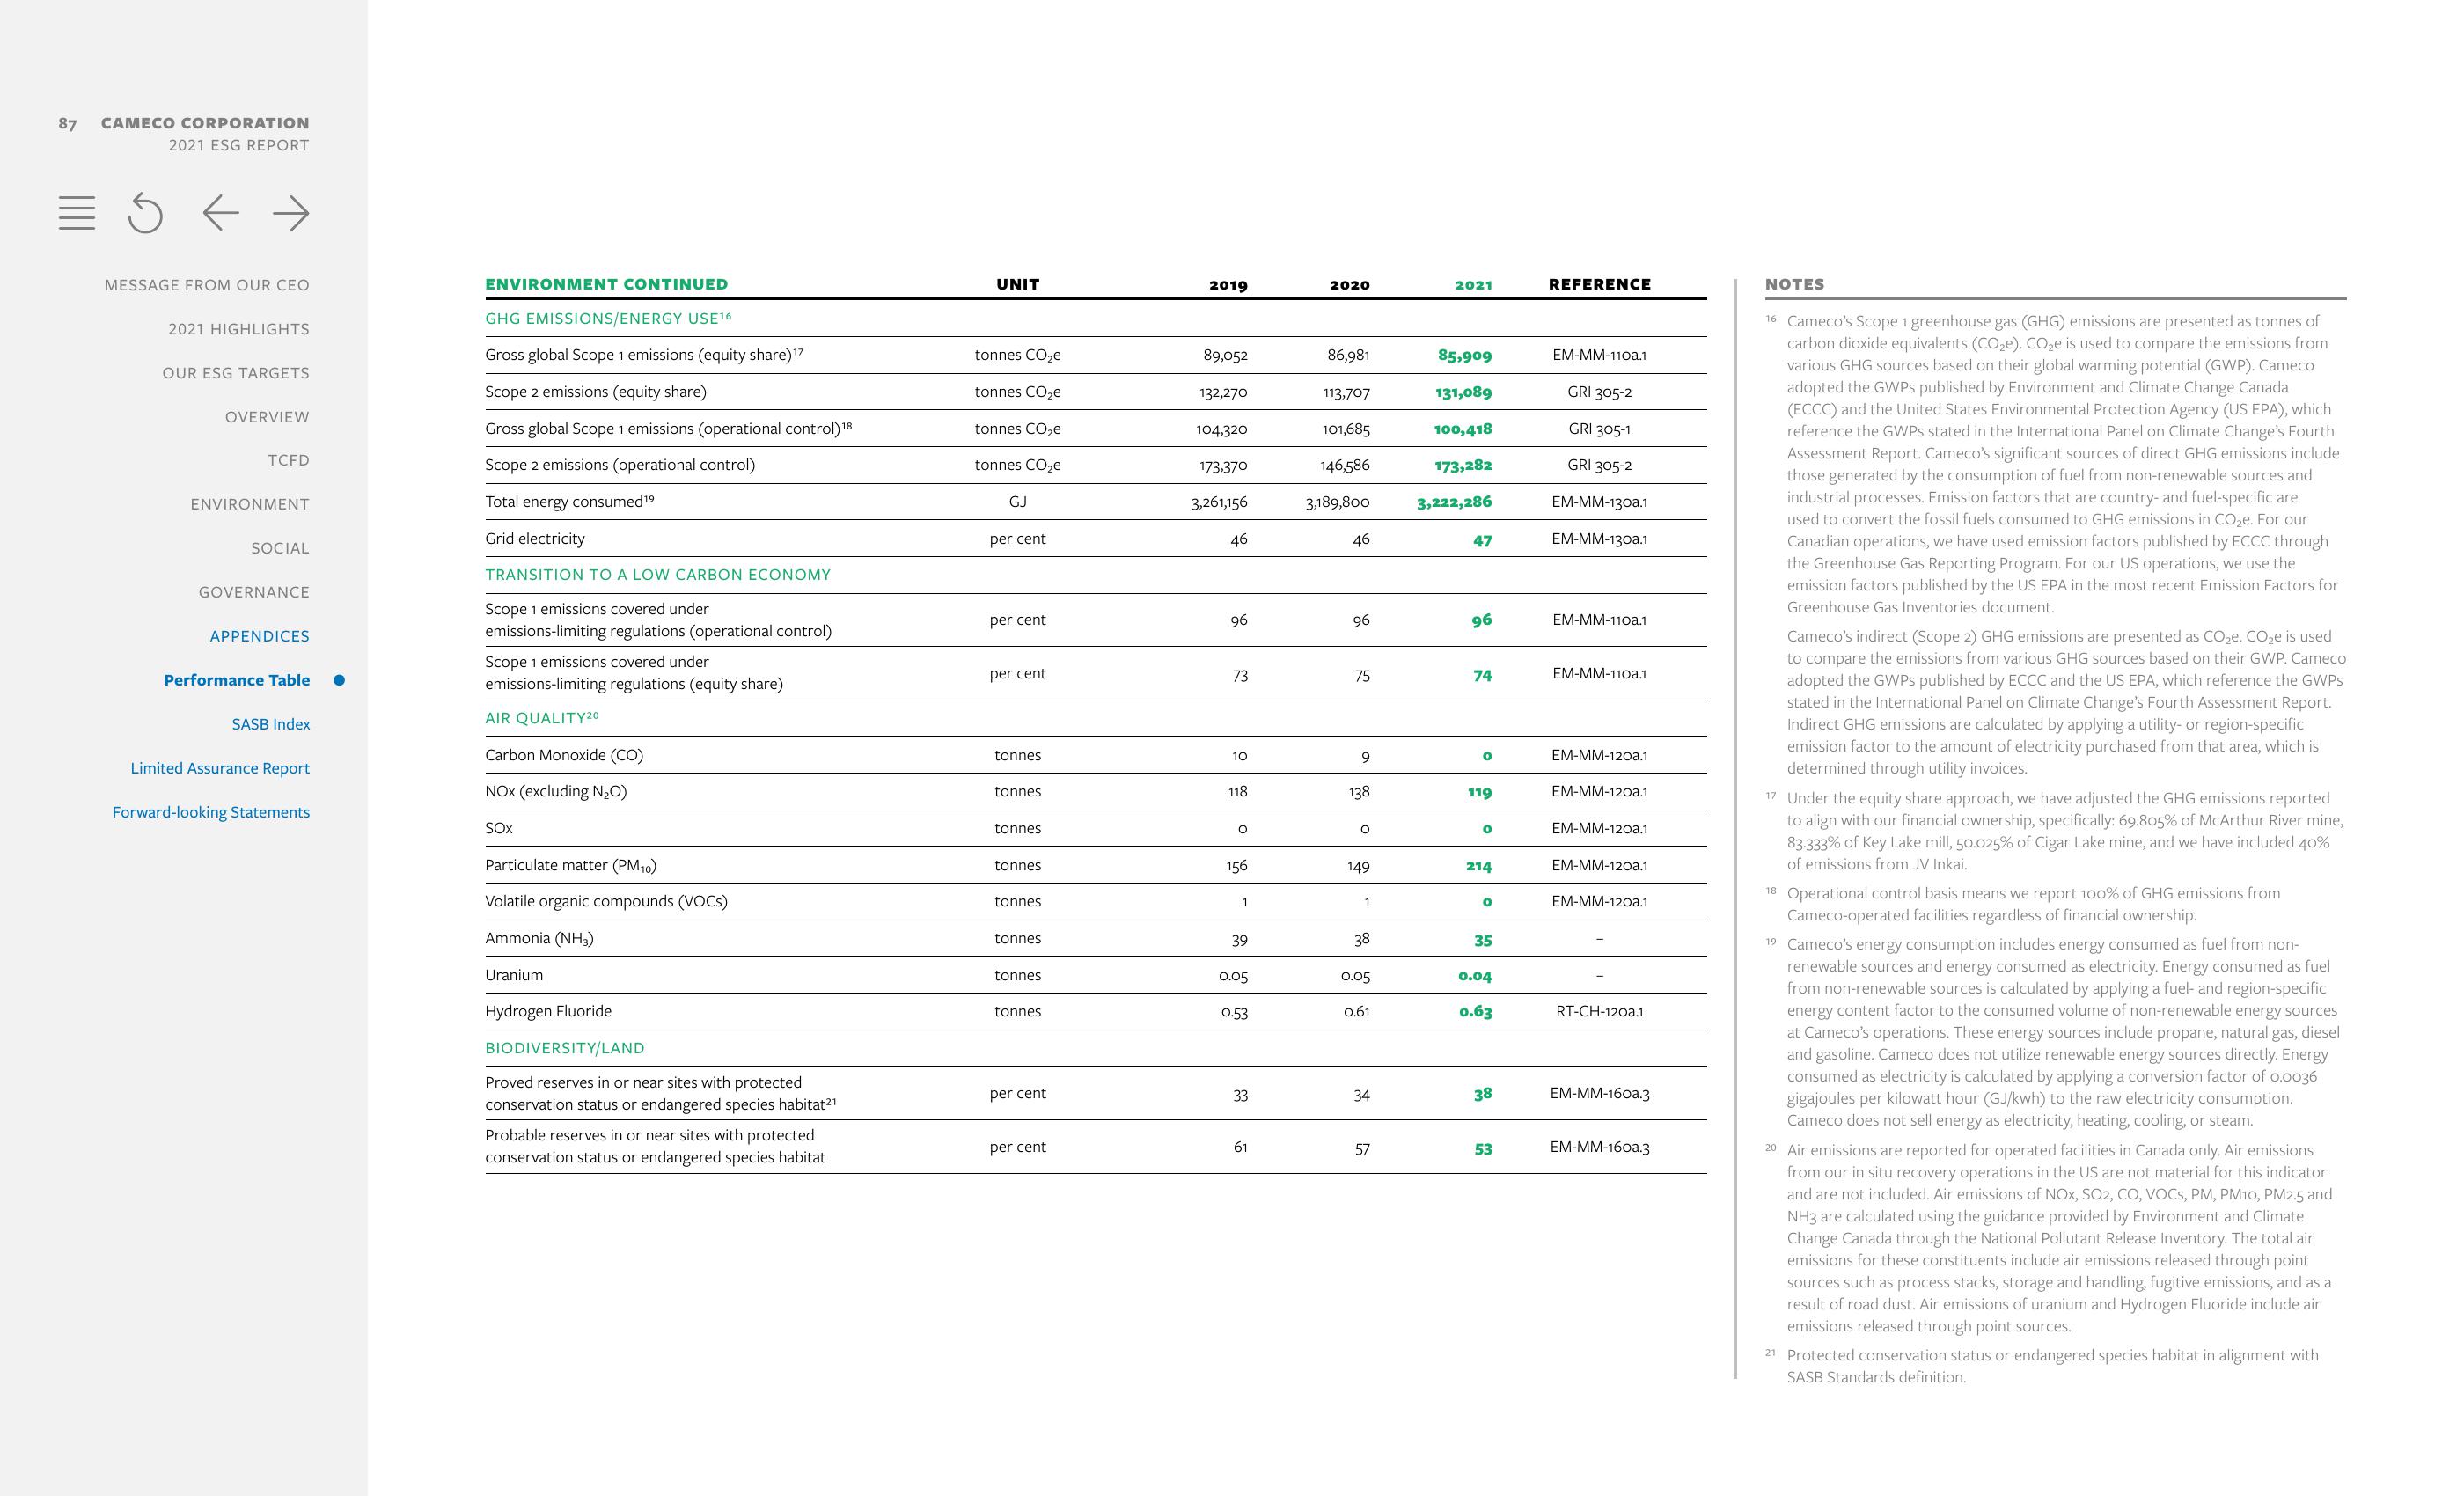 87 CAMECO CORPORATION
2021 ESG REPORT
MESSAGE FROM OUR CEO
2021 HIGHLIGHTS
OUR ESG TARGETS
OVERVIEW
TCFD
ENVIRONMENT
SOCIAL
GOVERNANCE
APPENDICES
Performance Table
SASB Index
Limited Assurance Report
Forward-looking Statements
ENVIRONMENT CONTINUED UNIT 2019 2020 2021 REFERENCE
GHG EMISSIONS/ENERGY USE¹⁶
Gross global Scope 1 emissions (equity share)¹⁷ tonnes CO₂e 89,052 86,981 85,909 EM-MM-110a.1
Scope 2 emissions (equity share) tonnes CO₂e 132,270 113,707 131,089 GRI 305-2
Gross global Scope 1 emissions (operational control)¹⁸ tonnes CO₂e 104,320 101,685 100,418 GRI 305-1
Scope 2 emissions (operational control) tonnes CO₂e 173,370 146,586 173,282 GRI 305-2
Total energy consumed¹⁹ GJ 3,261,156 3,189,800 3,222,286 EM-MM-130a.1
Grid electricity per cent 46 46 47 EM-MM-130a.1
TRANSITION TO A LOW CARBON ECONOMY
Scope 1 emissions covered under
emissions-limiting regulations (operational control) per cent 96 96 96 EM-MM-110a.1
Scope 1 emissions covered under
emissions-limiting regulations (equity share) per cent 73 75 74 EM-MM-110a.1
AIR QUALITY²⁰
Carbon Monoxide (CO) tonnes 10 9 0 EM-MM-120a.1
NOx (excluding N₂O) tonnes 118 138 119 EM-MM-120a.1
SOx tonnes 0 0 0 EM-MM-120a.1
Particulate matter (PM₁₀) tonnes 156 149 214 EM-MM-120a.1
Volatile organic compounds (VOCs) tonnes 1 1 0 EM-MM-120a.1
Ammonia (NH₃) tonnes 39 38 35 –
Uranium tonnes 0.05 0.05 0.04 –
Hydrogen Fluoride tonnes 0.53 0.61 0.63 RT-CH-120a.1
BIODIVERSITY/LAND
Proved reserves in or near sites with protected
conservation status or endangered species habitat²¹ per cent 33 34 38 EM-MM-160a.3
Probable reserves in or near sites with protected
conservation status or endangered species habitat per cent 61 57 53 EM-MM-160a.3
NOTES
¹⁶ Cameco's Scope 1 greenhouse gas (GHG) emissions are presented as tonnes of
carbon dioxide equivalents (CO₂e). CO₂e is used to compare the emissions from
various GHG sources based on their global warming potential (GWP). Cameco
adopted the GWPs published by Environment and Climate Change Canada
(ECCC) and the United States Environmental Protection Agency (US EPA), which
reference the GWPs stated in the International Panel on Climate Change's Fourth
Assessment Report. Cameco's significant sources of direct GHG emissions include
those generated by the consumption of fuel from non-renewable sources and
industrial processes. Emission factors that are country- and fuel-specific are
used to convert the fossil fuels consumed to GHG emissions in CO₂e. For our
Canadian operations, we have used emission factors published by ECCC through
the Greenhouse Gas Reporting Program. For our US operations, we use the
emission factors published by the US EPA in the most recent Emission Factors for
Greenhouse Gas Inventories document.
Cameco's indirect (Scope 2) GHG emissions are presented as CO₂e. CO₂e is used
to compare the emissions from various GHG sources based on their GWP. Cameco
adopted the GWPs published by ECCC and the US EPA, which reference the GWPs
stated in the International Panel on Climate Change's Fourth Assessment Report.
Indirect GHG emissions are calculated by applying a utility- or region-specific
emission factor to the amount of electricity purchased from that area, which is
determined through utility invoices.
¹⁷ Under the equity share approach, we have adjusted the GHG emissions reported
to align with our financial ownership, specifically: 69.805% of McArthur River mine,
83.333% of Key Lake mill, 50.025% of Cigar Lake mine, and we have included 40%
of emissions from JV Inkai.
¹⁸ Operational control basis means we report 100% of GHG emissions from
Cameco-operated facilities regardless of financial ownership.
¹⁹ Cameco's energy consumption includes energy consumed as fuel from non-
renewable sources and energy consumed as electricity. Energy consumed as fuel
from non-renewable sources is calculated by applying a fuel- and region-specific
energy content factor to the consumed volume of non-renewable energy sources
at Cameco's operations. These energy sources include propane, natural gas, diesel
and gasoline. Cameco does not utilize renewable energy sources directly. Energy
consumed as electricity is calculated by applying a conversion factor of 0.0036
gigajoules per kilowatt hour (GJ/kwh) to the raw electricity consumption.
Cameco does not sell energy as electricity, heating, cooling, or steam.
²⁰ Air emissions are reported for operated facilities in Canada only. Air emissions
from our in situ recovery operations in the US are not material for this indicator
and are not included. Air emissions of NOx, SO2, CO, VOCs, PM, PM10, PM2.5 and
NH3 are calculated using the guidance provided by Environment and Climate
Change Canada through the National Pollutant Release Inventory. The total air
emissions for these constituents include air emissions released through point
sources such as process stacks, storage and handling, fugitive emissions, and as a
result of road dust. Air emissions of uranium and Hydrogen Fluoride include air
emissions released through point sources.
²¹ Protected conservation status or endangered species habitat in alignment with
SASB Standards definition.